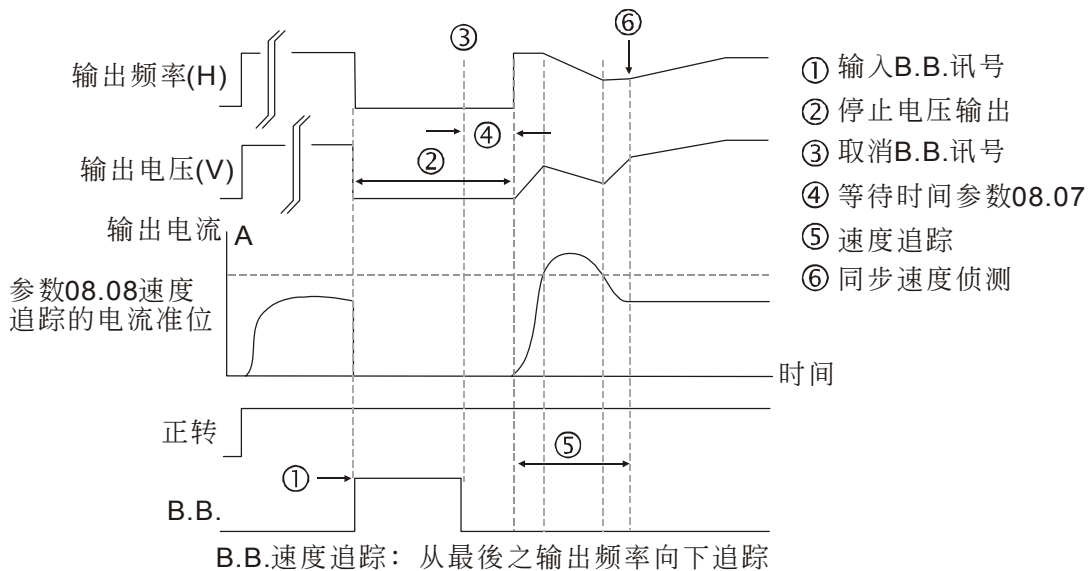 ⑥
③
输出频率(H)
④
输出电压(V)
②
输出电流 A
参数08.08速度
追踪的电流准位
时间
正转
⑤
①
B.B.
B.B.速度追踪：从最後之输出频率向下追踪
① 输入B.B.讯号
② 停止电压输出
③ 取消B.B.讯号
④ 等待时间参数08.07
⑤ 速度追踪
⑥ 同步速度侦测